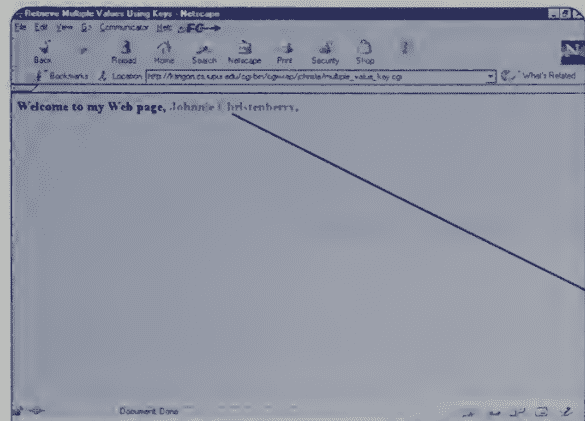 Retrieve Multiple Values Using Keys - Netscape
File Edit View Go Communicator Help
Back Reload Home Search Netscape Print Security Shop
Bookmarks Location http:// What's Related
Welcome to my Web page, Johnnie Christenberry.
Document: Done